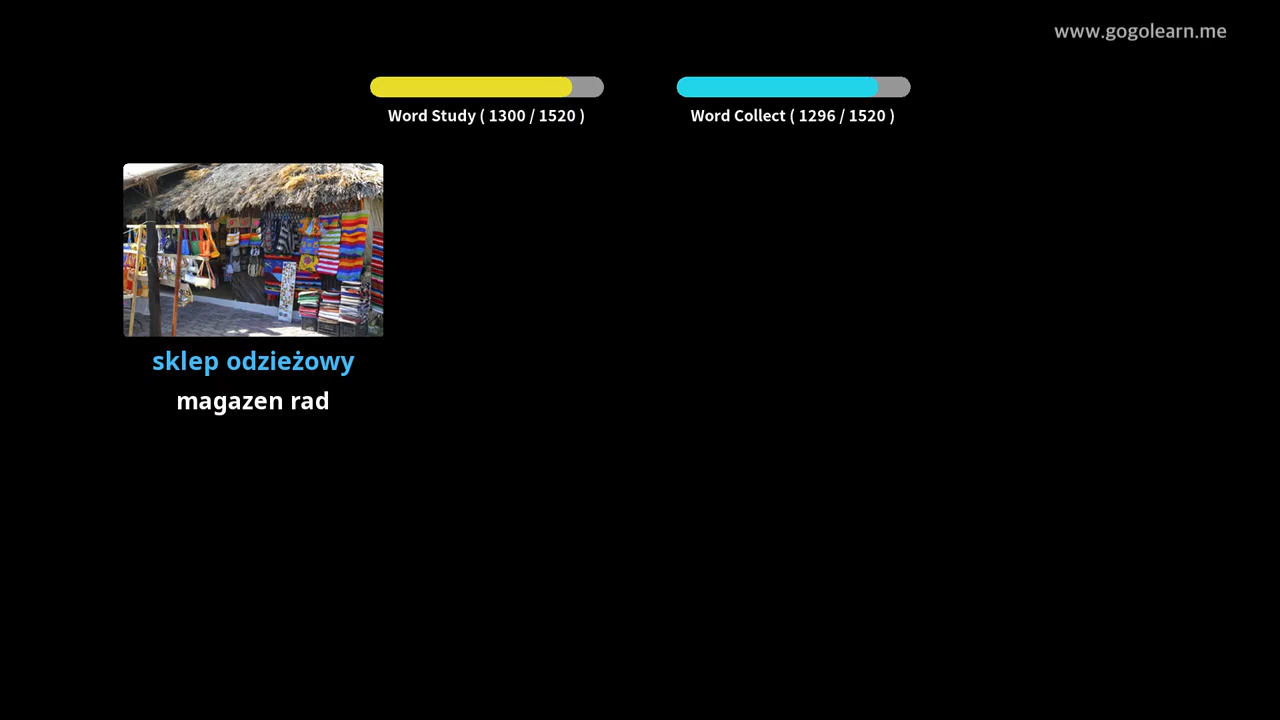 www.gogolearn.me
Word Study ( 1300 / 1520 )
Word Collect ( 1296 / 1520 )
sklep odzieżowy
magazen rad